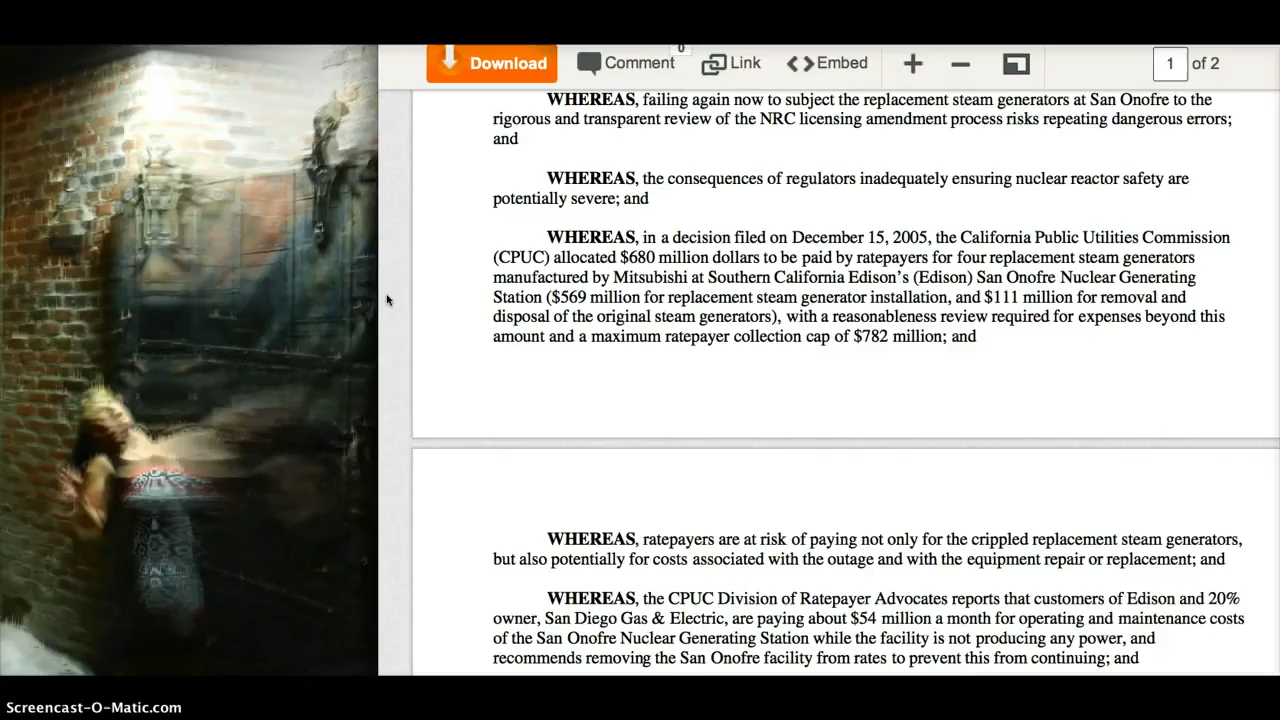 0
Download Comment Link Embed 1 of 2
WHEREAS, failing again now to subject the replacement steam generators at San Onofre to the
rigorous and transparent review of the NRC licensing amendment process risks repeating dangerous errors;
and
WHEREAS, the consequences of regulators inadequately ensuring nuclear reactor safety are
potentially severe; and
WHEREAS, in a decision filed on December 15, 2005, the California Public Utilities Commission
(CPUC) allocated $680 million dollars to be paid by ratepayers for four replacement steam generators
manufactured by Mitsubishi at Southern California Edison’s (Edison) San Onofre Nuclear Generating
Station ($569 million for replacement steam generator installation, and $111 million for removal and
disposal of the original steam generators), with a reasonableness review required for expenses beyond this
amount and a maximum ratepayer collection cap of $782 million; and
WHEREAS, ratepayers are at risk of paying not only for the crippled replacement steam generators,
but also potentially for costs associated with the outage and with the equipment repair or replacement; and
WHEREAS, the CPUC Division of Ratepayer Advocates reports that customers of Edison and 20%
owner, San Diego Gas & Electric, are paying about $54 million a month for operating and maintenance costs
of the San Onofre Nuclear Generating Station while the facility is not producing any power, and
recommends removing the San Onofre facility from rates to prevent this from continuing; and
Screencast-O-Matic.com